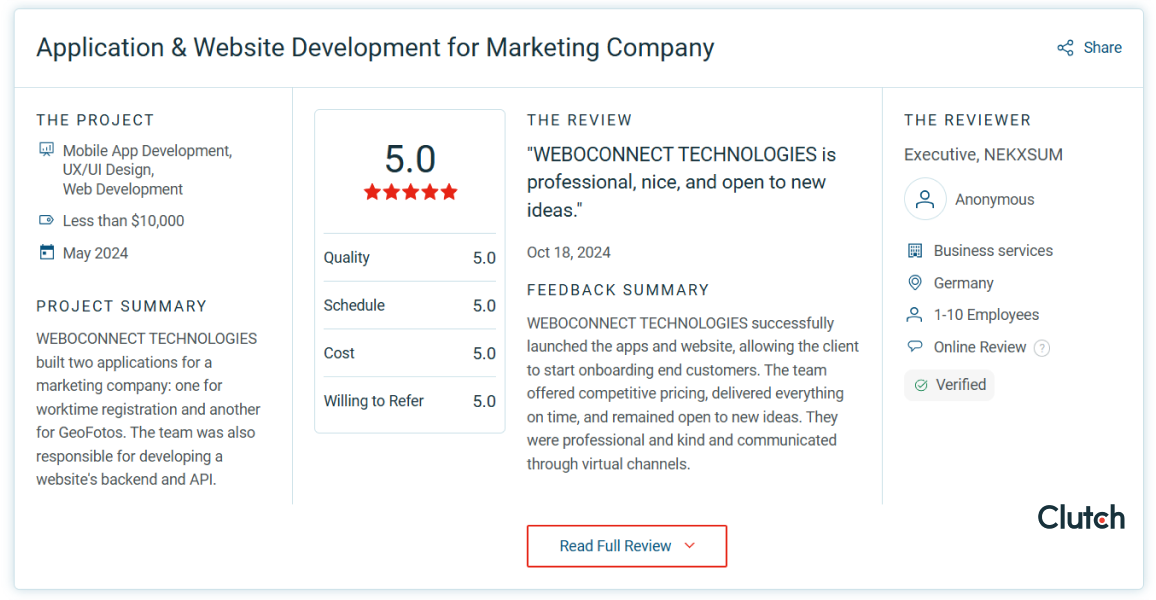 Application & Website Development for Marketing Company
Share
THE PROJECT
Mobile App Development,
UX/UI Design,
Web Development
Less than $10,000
May 2024
PROJECT SUMMARY
WEBOCONNECT TECHNOLOGIES
built two applications for a
marketing company: one for
worktime registration and another
for GeoFotos. The team was also
responsible for developing a
website's backend and API.
5.0
Quality 5.0
Schedule 5.0
Cost 5.0
Willing to Refer 5.0
THE REVIEW
"WEBOCONNECT TECHNOLOGIES is
professional, nice, and open to new
ideas."
Oct 18, 2024
FEEDBACK SUMMARY
WEBOCONNECT TECHNOLOGIES successfully
launched the apps and website, allowing the client
to start onboarding end customers. The team
offered competitive pricing, delivered everything
on time, and remained open to new ideas. They
were professional and kind and communicated
through virtual channels.
Read Full Review
THE REVIEWER
Executive, NEKXSUM
Anonymous
Business services
Germany
1-10 Employees
Online Review ?
Verified
Clutch